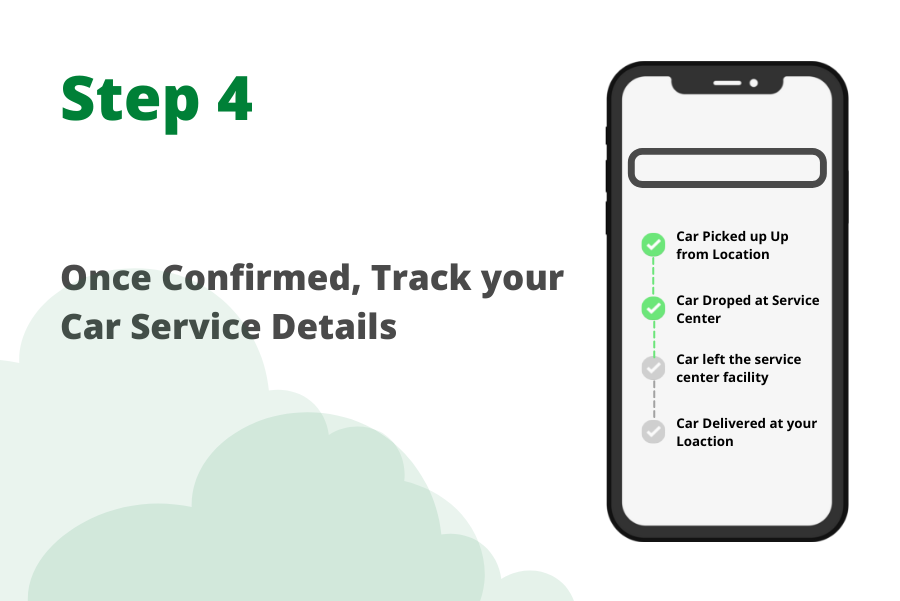 Step 4
Once Confirmed, Track your
Car Service Details
Car Picked up Up
from Location
Car Droped at Service
Center
Car left the service
center facility
Car Delivered at your
Loaction